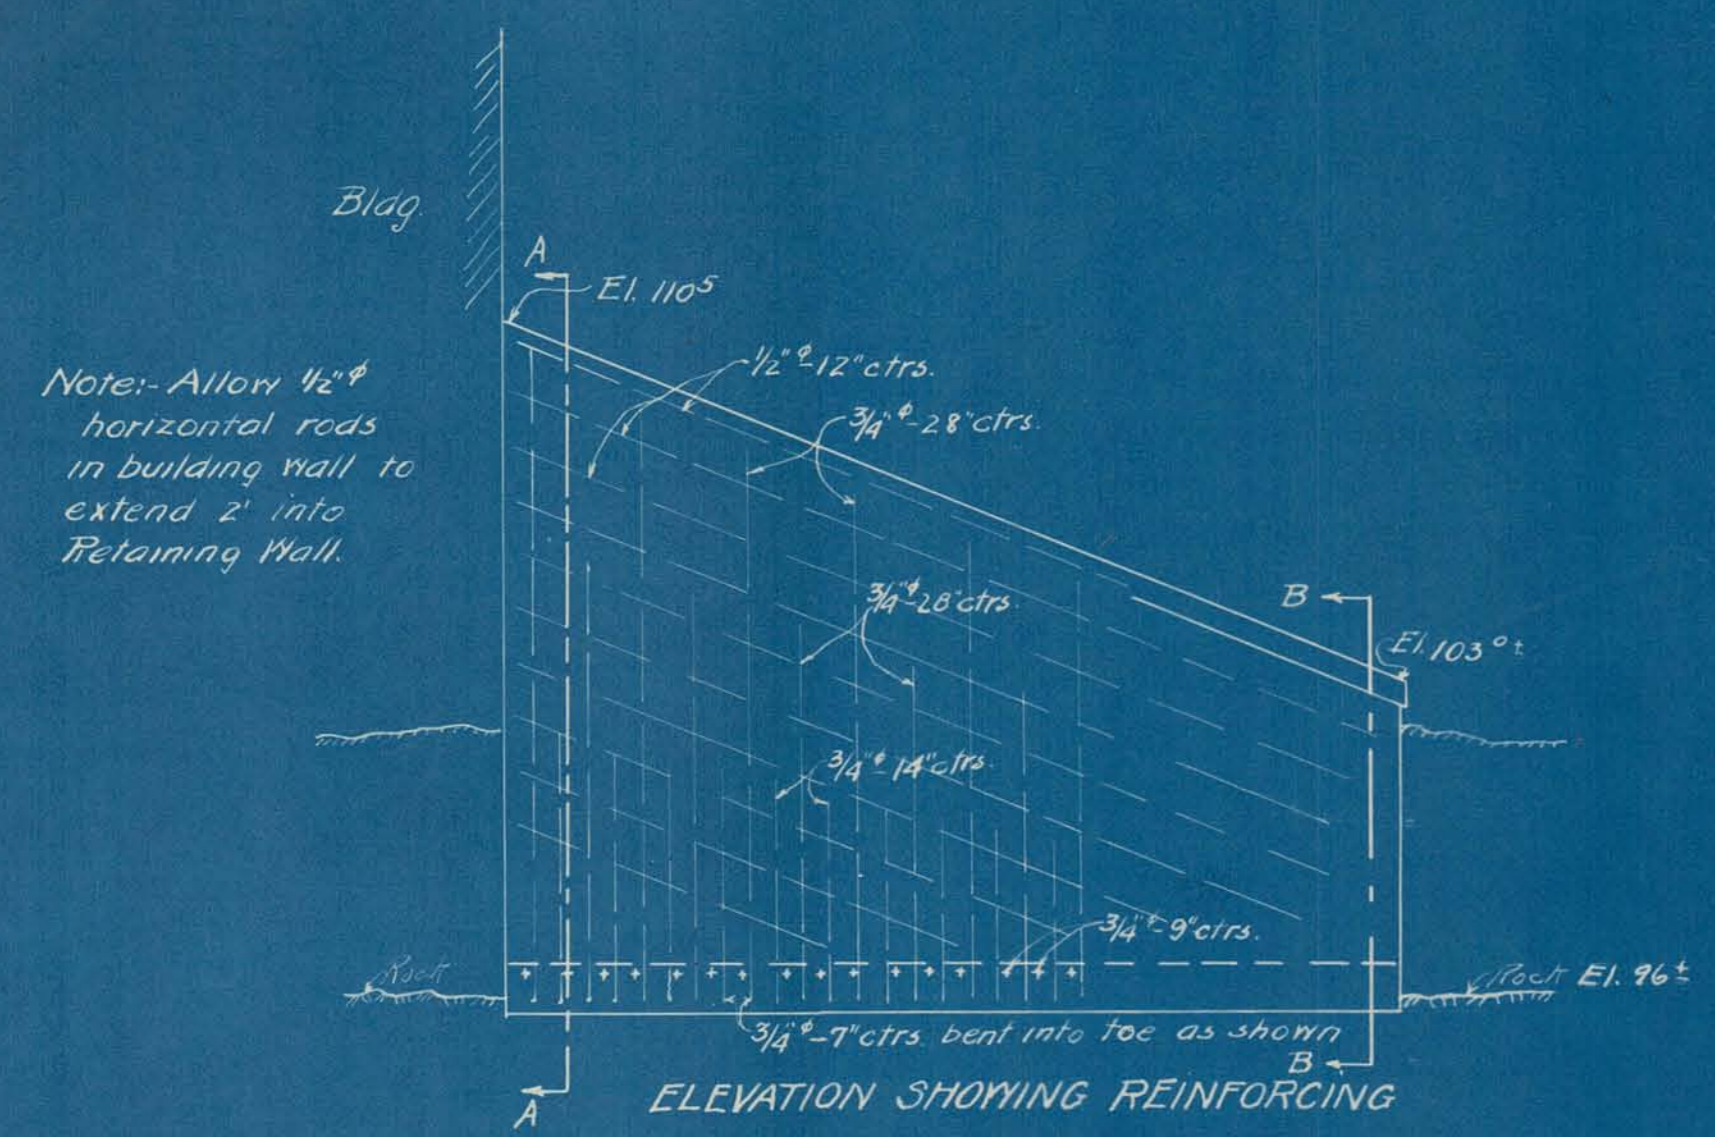 Bldg.
A
El. 110⁵
Note:- Allow 1/2"ϕ
horizontal rods
in building wall to
extend 2' into
Retaining Wall.
1/2"ϕ-12"ctrs.
3/4"ϕ-28"ctrs.
3/4"ϕ-28"ctrs.
B
El. 103⁰±
3/4"ϕ-14"ctrs.
3/4"ϕ-9"ctrs.
Rock
Rock El. 96±
3/4"ϕ-7"ctrs. bent into toe as shown
B
A
ELEVATION SHOWING REINFORCING